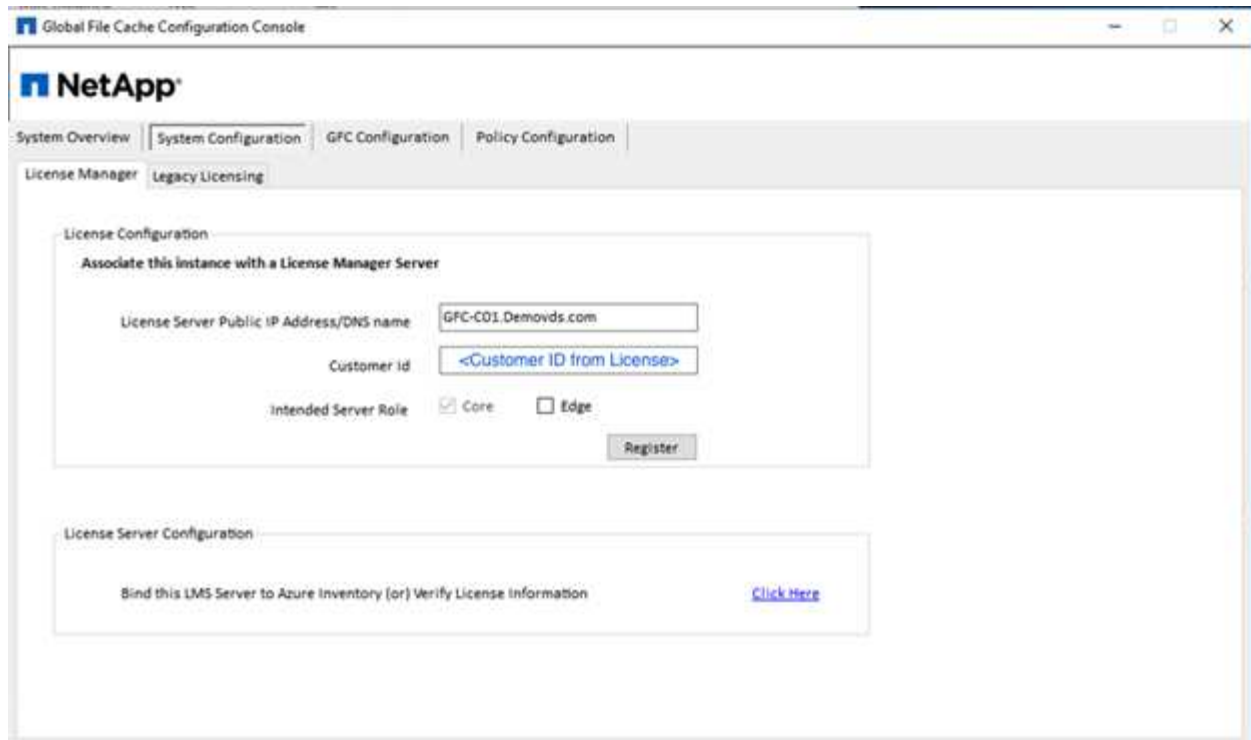 Global File Cache Configuration Console
NetApp
System Overview System Configuration GFC Configuration Policy Configuration
License Manager Legacy Licensing
License Configuration
Associate this instance with a License Manager Server
License Server Public IP Address/DNS name GFC-C01.Demovds.com
Customer Id <Customer ID from License>
Intended Server Role Core Edge
Register
License Server Configuration
Bind this LMS Server to Azure Inventory (or) Verify License Information Click Here